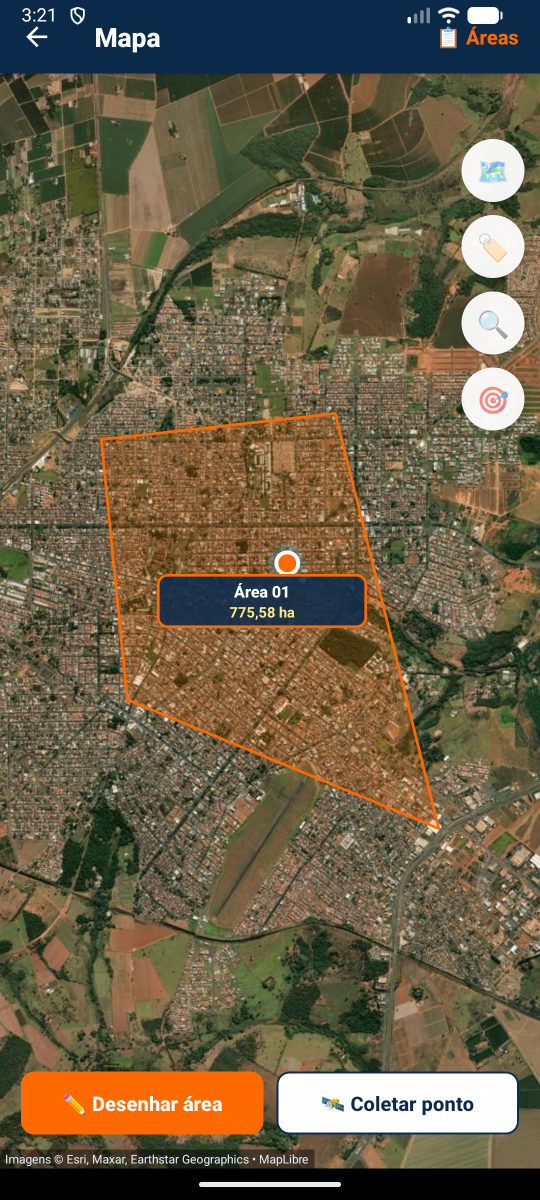 3:21
Mapa
Áreas
Área 01
775,58 ha
Desenhar área
Coletar ponto
Imagens © Esri, Maxar, Earthstar Geographics • MapLibre